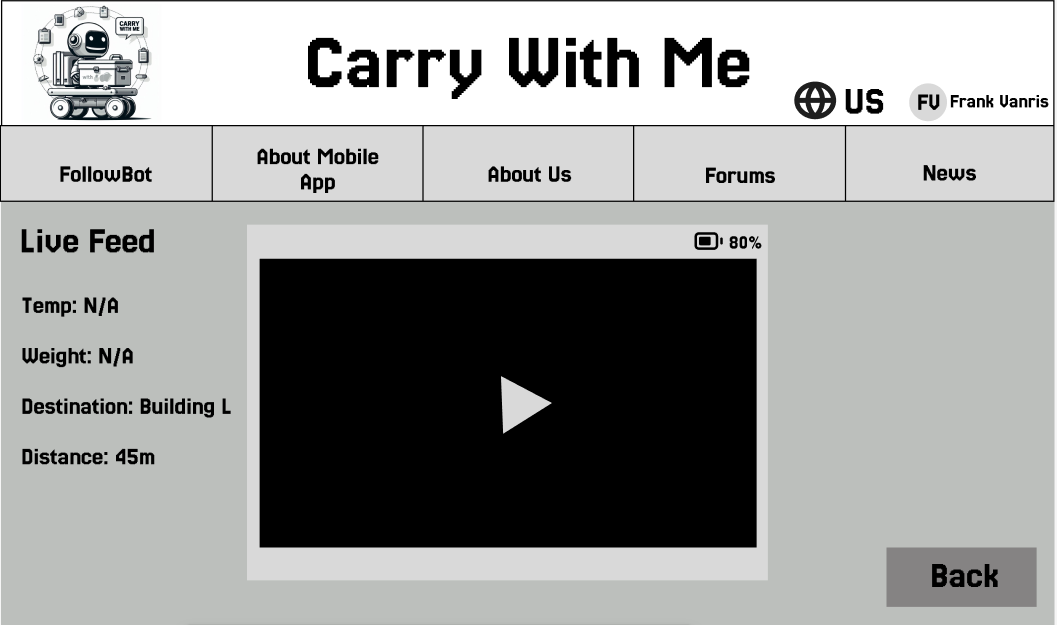 CARRY
WITH ME
with
Carry With Me
US
FV
Frank Vanris
FollowBot
About Mobile
App
About Us
Forums
News
Live Feed
80%
Temp: N/A
Weight: N/A
Destination: Building L
Distance: 45m
Back